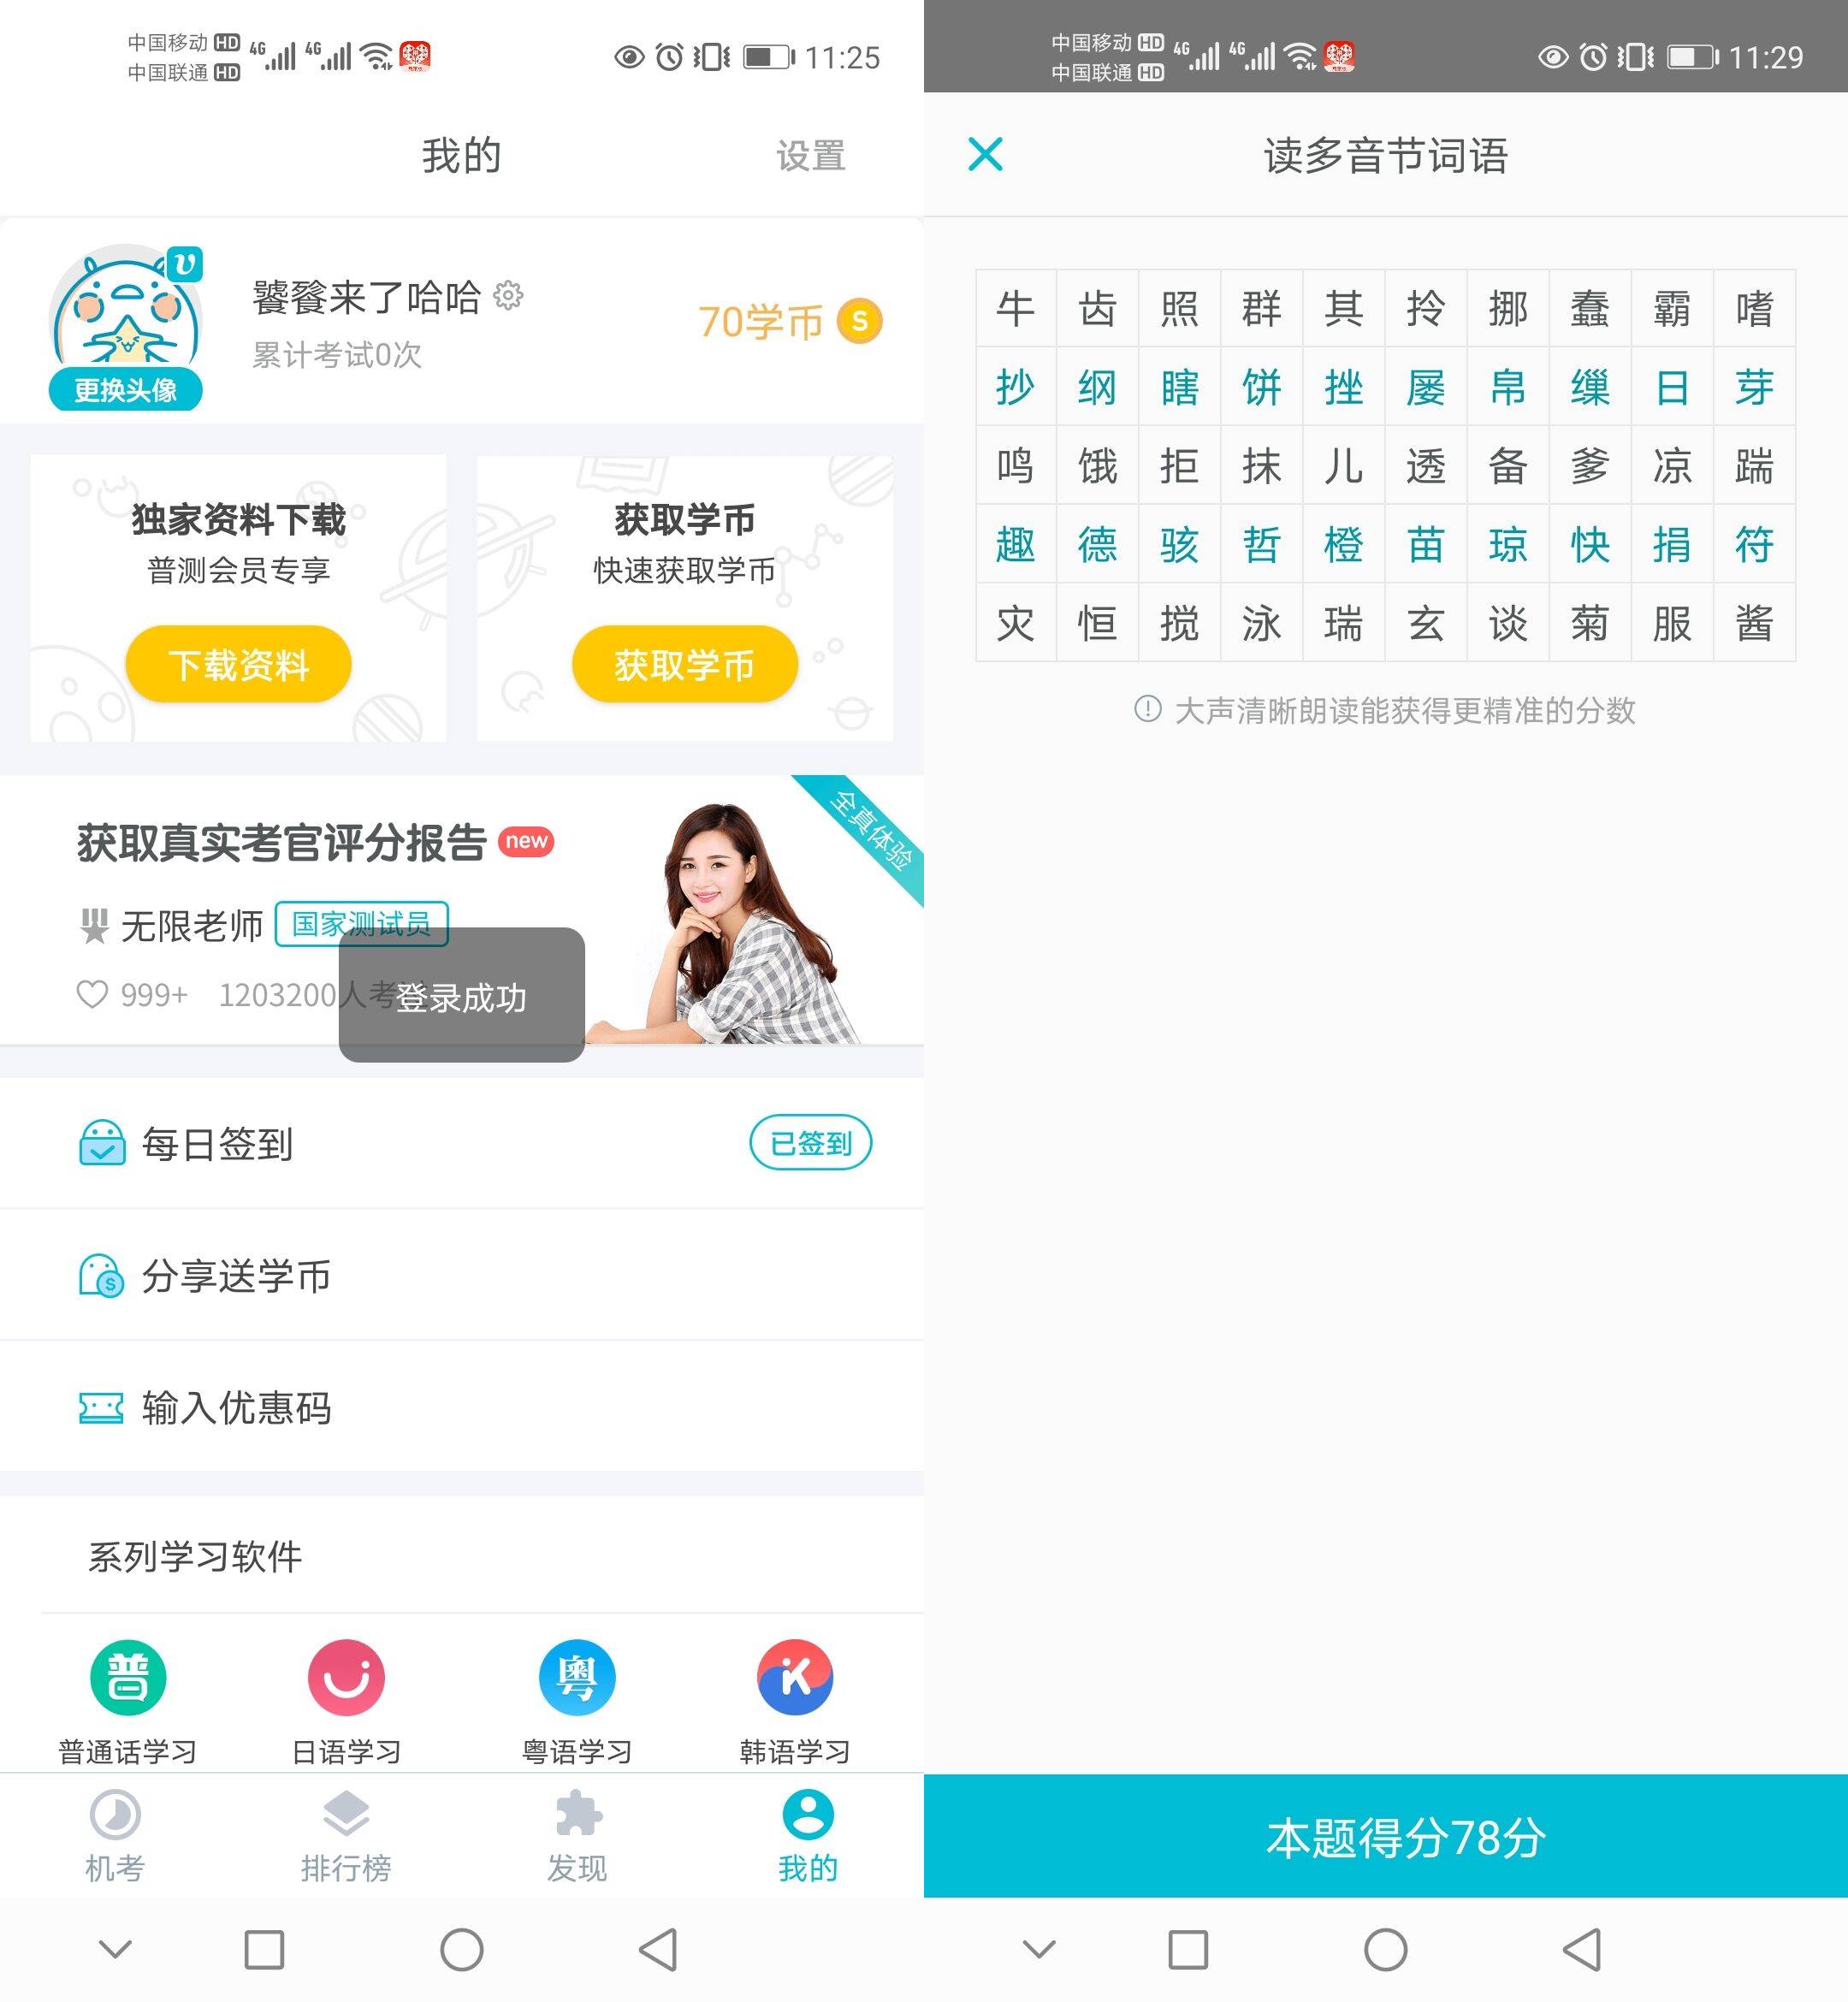 中国移动 HD 4G 4G 11:25
中国联通 HD
我的 设置
饕餮来了哈哈
累计考试0次
70学币 S
更换头像
独家资料下载
普测会员专享
下载资料
获取学币
快速获取学币
获取学币
全真体验
获取真实考官评分报告 new
无限老师 国家测试员
999+ 1203200人考
登录成功
每日签到 已签到
分享送学币
输入优惠码
系列学习软件
普 粤 K
普通话学习 日语学习 粤语学习 韩语学习
机考 排行榜 发现 我的
中国移动 HD 4G 4G 11:29
中国联通 HD
读多音节词语
牛 齿 照 群 其 拎 挪 蠢 霸 嗜
抄 纲 瞎 饼 挫 屡 帛 缫 日 芽
鸣 饿 拒 抹 儿 透 备 爹 凉 踹
趣 德 骇 哲 橙 苗 琼 快 捐 符
灾 恒 搅 泳 瑞 玄 谈 菊 服 酱
大声清晰朗读能获得更精准的分数
本题得分78分